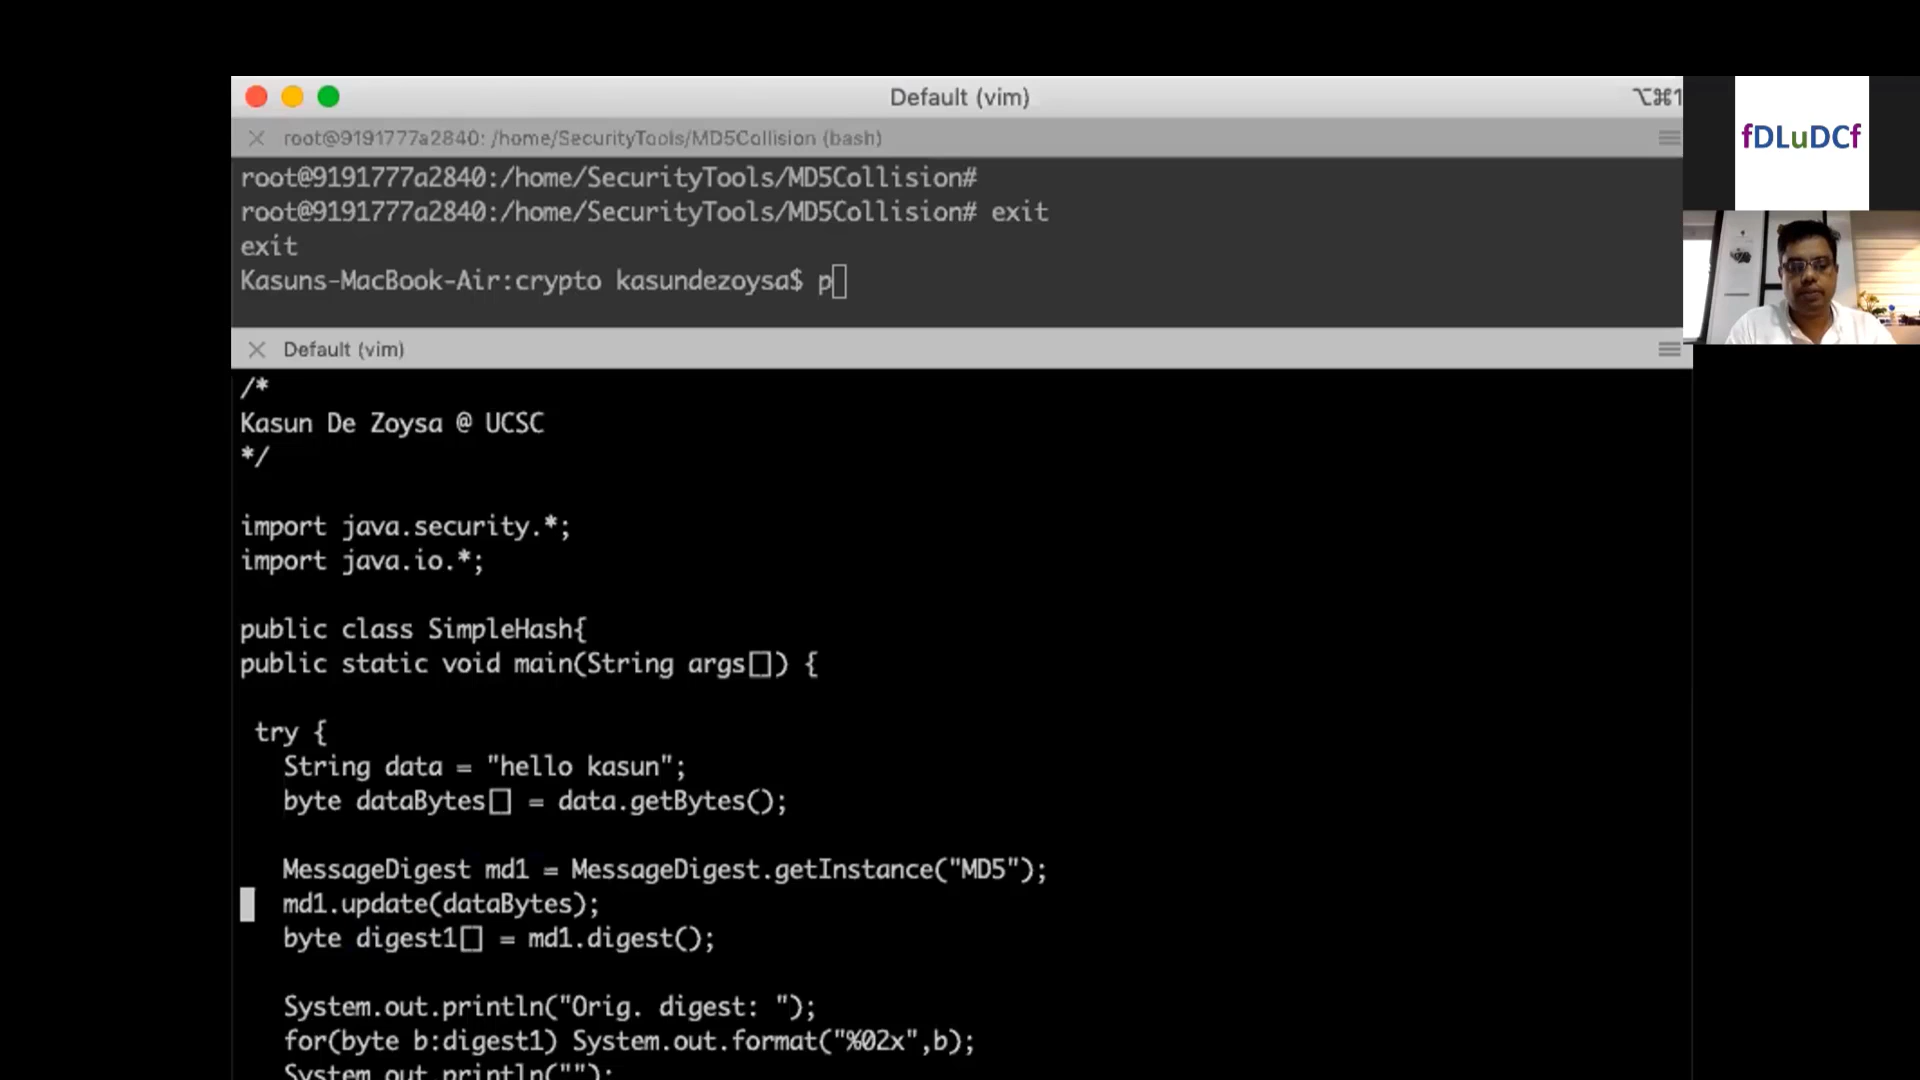 Default (vim)
⌥⌘1
root@9191777a2840: /home/SecurityTools/MD5Collision (bash)
root@9191777a2840:/home/SecurityTools/MD5Collision#
root@9191777a2840:/home/SecurityTools/MD5Collision# exit
exit
Kasuns-MacBook-Air:crypto kasundezoysa$ p
Default (vim)
/*
Kasun De Zoysa @ UCSC
*/
import java.security.*;
import java.io.*;
public class SimpleHash{
public static void main(String args[]) {
try {
String data = "hello kasun";
byte dataBytes[] = data.getBytes();
MessageDigest md1 = MessageDigest.getInstance("MD5");
md1.update(dataBytes);
byte digest1[] = md1.digest();
System.out.println("Orig. digest: ");
for(byte b:digest1) System.out.format("%02x",b);
System.out.println("");
fDLuDCf